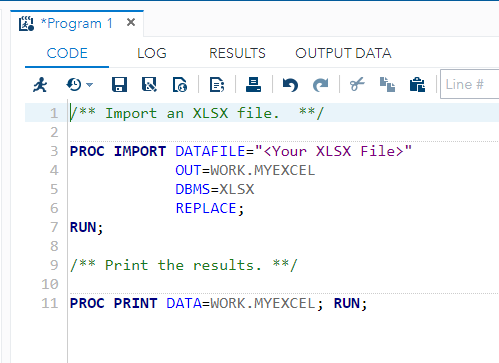 *Program 1 ×
CODE LOG RESULTS OUTPUT DATA
Line #
1 /** Import an XLSX file.  **/
2
3 PROC IMPORT DATAFILE="<Your XLSX File>"
4 OUT=WORK.MYEXCEL
5 DBMS=XLSX
6 REPLACE;
7 RUN;
8
9 /** Print the results. **/
10
11 PROC PRINT DATA=WORK.MYEXCEL; RUN;